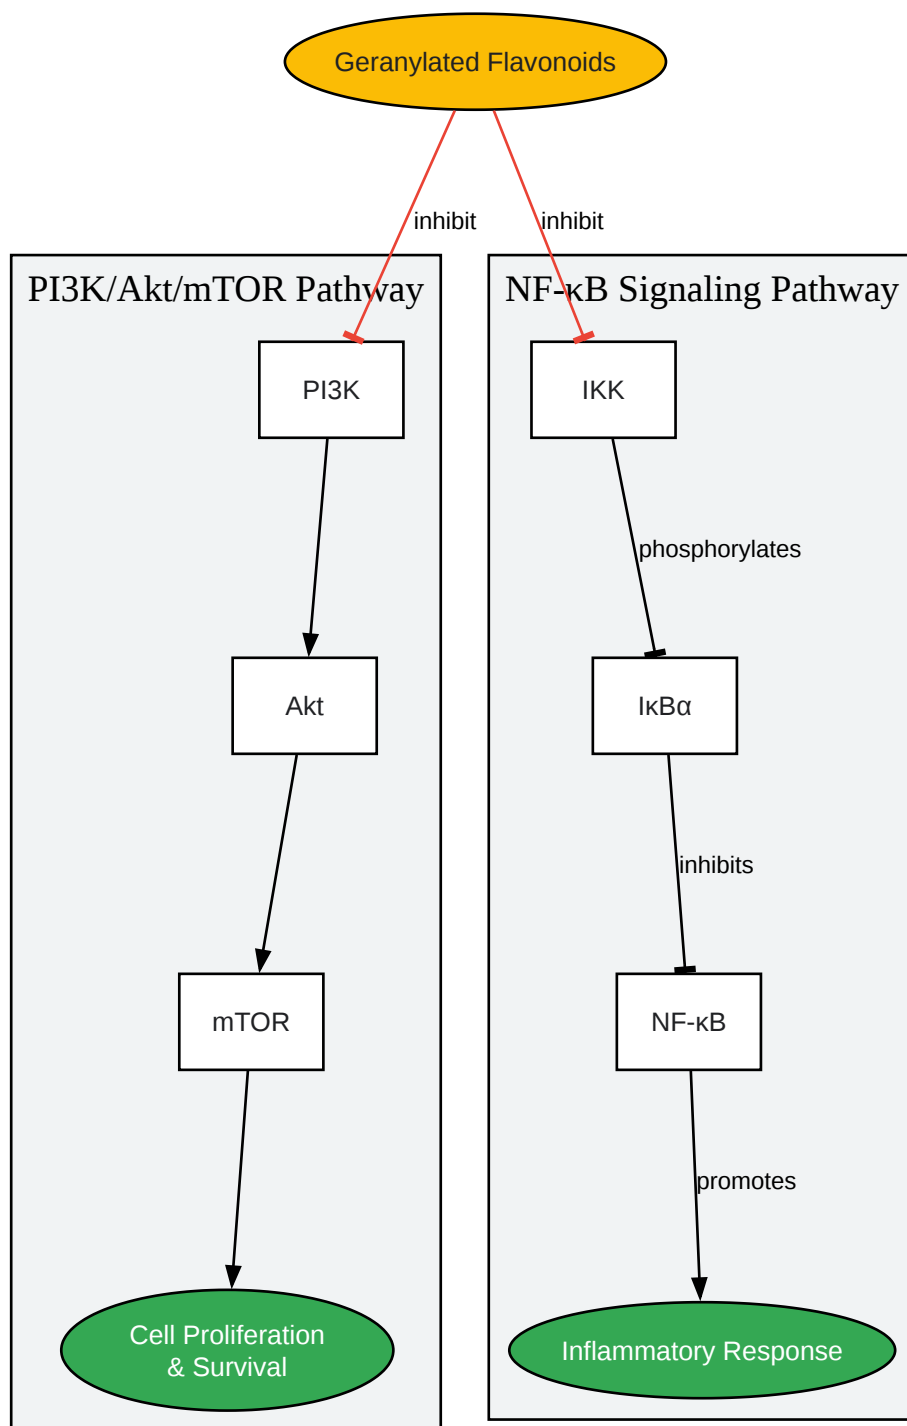 Geranylated Flavonoids
inhibit
inhibit
PI3K/Akt/mTOR Pathway
NF-κB Signaling Pathway
PI3K
IKK
phosphorylates
Akt
IκBα
inhibits
mTOR
NF-κB
promotes
Cell Proliferation
& Survival
Inflammatory Response